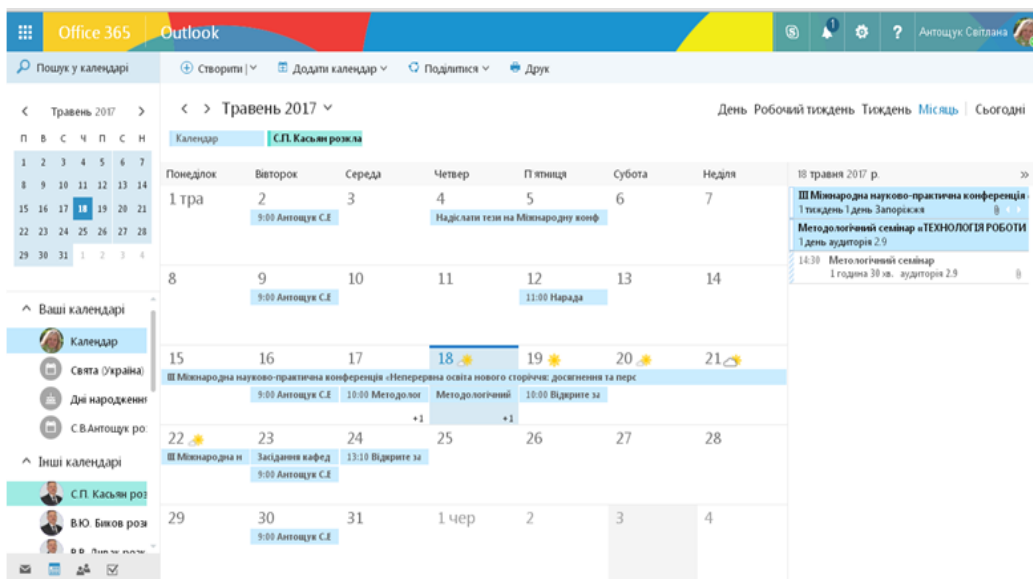 Office 365 Outlook
1
Антощук Світлана
Пошук у календарі
Створити
Додати календар
Поділитися
Друк
Травень 2017
П В С Ч П С Н
1 2 3 4 5 6 7
8 9 10 11 12 13 14
15 16 17 18 19 20 21
22 23 24 25 26 27 28
29 30 31 1 2 3 4
Ваші календарі
Календар
Свята (Україна)
Дні народженн
С.В.Антощук ро:
Інші календарі
С.П. Касьян роз
В.Ю. Биков розк
Травень 2017
День Робочий тиждень Тиждень Місяць Сьогодні
Календар
С.П. Касьян розкла
Понеділок Вівторок Середа Четвер П'ятниця Субота Неділя
1 тра 2 3 4 5 6 7
9:00 Антощук С.В
Надіслати тези на Міжнародну конф
8 9 10 11 12 13 14
9:00 Антощук С.В
11:00 Нарада
15 16 17 18 19 20 21
III Міжнародна науково-практична конференція «Неперервна освіта нового сторіччя: досягнення та перс
9:00 Антощук С.В
10:00 Методолог
Методологічний
10:00 Відкрите за
+1
+1
22 23 24 25 26 27 28
III Міжнародна н
Засідання кафед
13:10 Відкрите за
9:00 Антощук С.В
29 30 31 1 чер 2 3 4
9:00 Антощук С.В
18 травня 2017 р.
III Міжнародна науково-практична конференція
1 тиждень 1 день Запоріжжя
Методологічний семінар «ТЕХНОЛОГІЯ РОБОТИ
1 день аудиторія 2.9
14:30 Метологічний семінар
1 година 30 хв. аудиторія 2.9